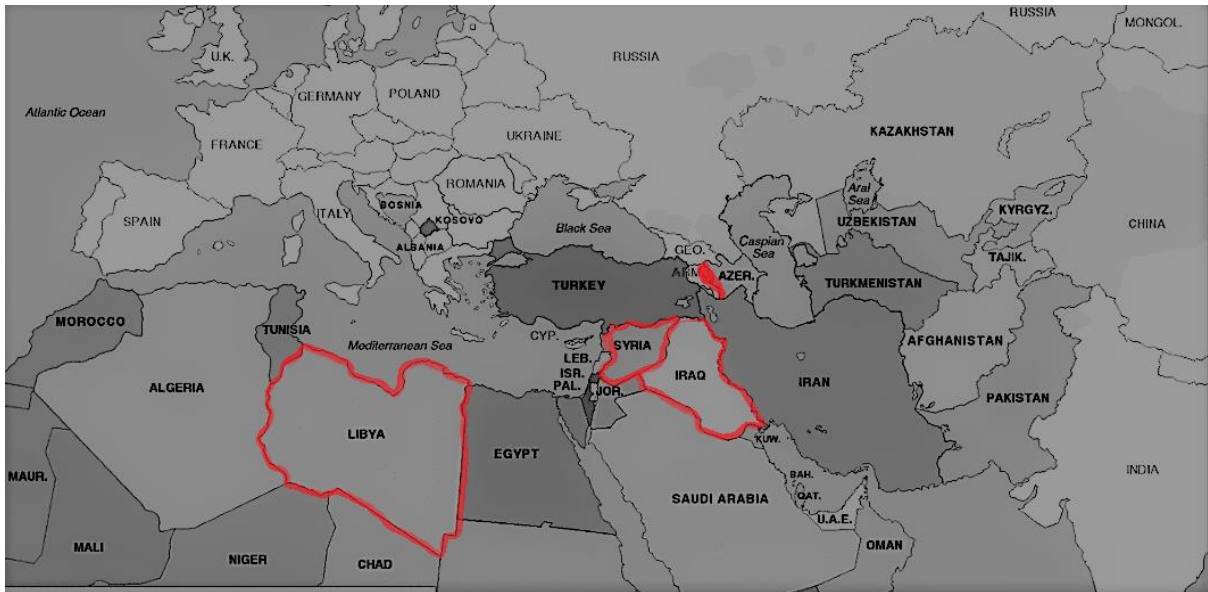 RUSSIA
MONGOL.
U.K.
RUSSIA
Atlantic Ocean
GERMANY
POLAND
KAZAKHSTAN
UKRAINE
FRANCE
ROMANIA
Aral
Sea
BOSNIA
KYRGYZ.
SPAIN
ITALY
KOSOVO
UZBEKISTAN
CHINA
Black Sea
ALBANIA
GEO.
Caspian
Sea
TAJIK.
ARM
AZER.
TURKEY
TURKMENISTAN
MOROCCO
TUNISIA
CYP.
SYRIA
AFGHANISTAN
Mediterranean Sea
LEB.
ISR.
PAL.
IRAQ
IRAN
ALGERIA
JOR.
PAKISTAN
LIBYA
KUW.
EGYPT
MAUR.
BAH.
QAT.
INDIA
SAUDI ARABIA
U.A.E.
MALI
OMAN
NIGER
CHAD